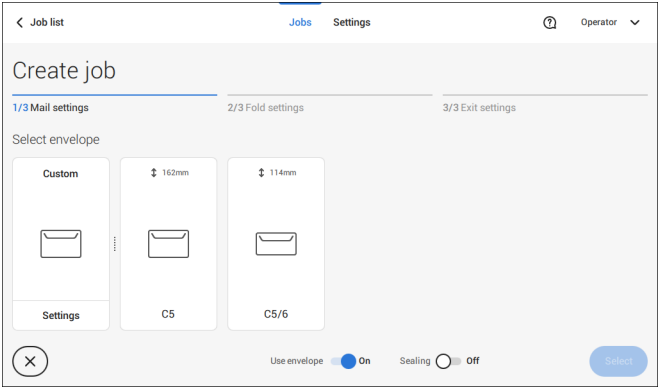 Job list
Jobs
Settings
Operator
Create job
1/3 Mail settings
2/3 Fold settings
3/3 Exit settings
Select envelope
Custom
162mm
114mm
Settings
C5
C5/6
Use envelope
On
Sealing
Off
Select